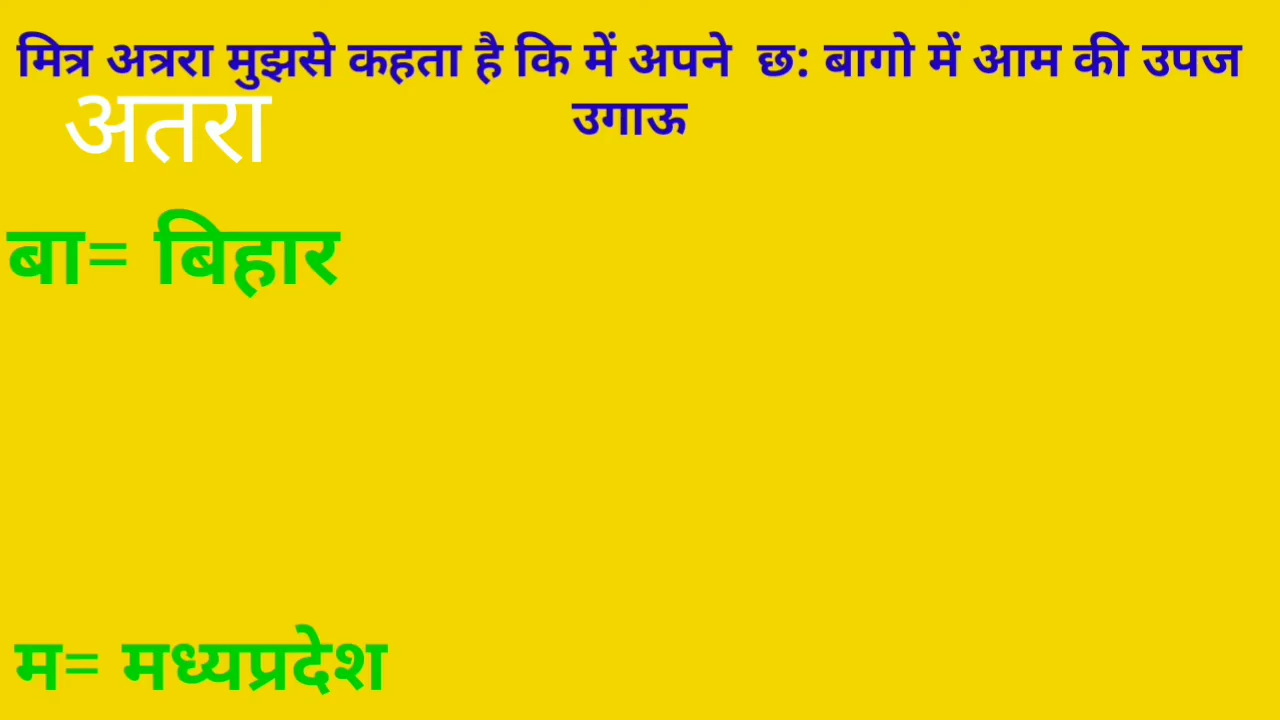 मित्र अत्ररा मुझसे कहता है कि में अपने छ: बागो में आम की उपज
उगाऊ
अतरा
बा= बिहार
म= मध्यप्रदेश